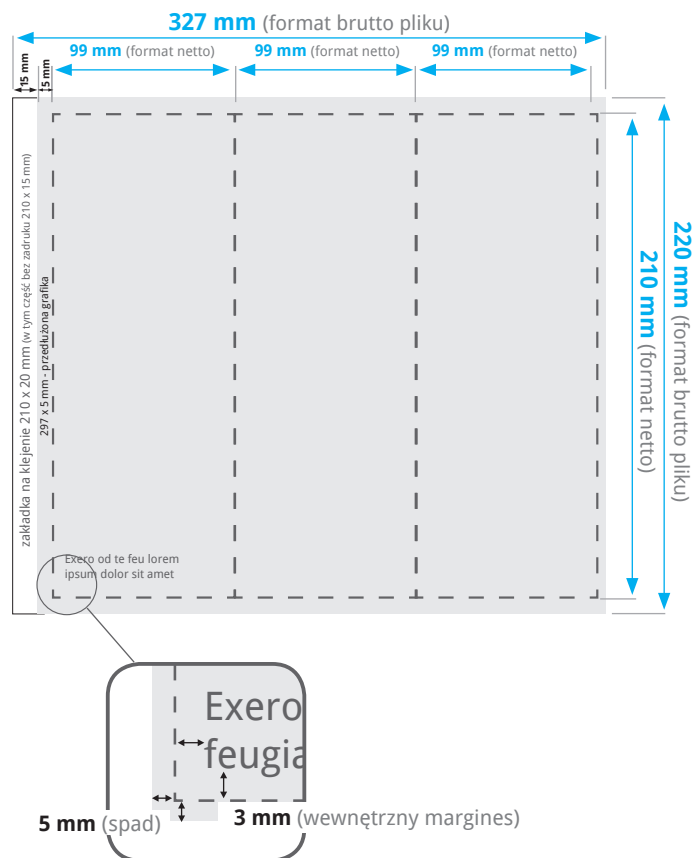 327 mm (format brutto pliku)
99 mm (format netto)
99 mm (format netto)
99 mm (format netto)
15 mm
5 mm
zakładka na klejenie 210 x 20 mm (w tym część bez zadruku 210 x 15 mm)
297 x 5 mm - przedłużona grafika
210 mm (format netto)
220 mm (format brutto pliku)
Exero od te feu lorem
ipsum dolor sit amet
Exero
feugia
5 mm (spad)
3 mm (wewnętrzny margines)